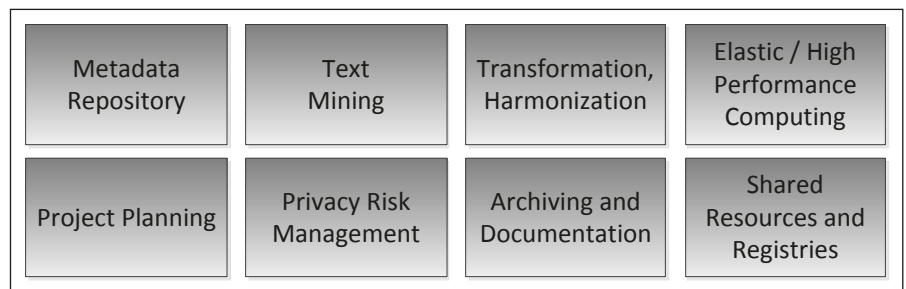 Metadata
Repository
Text
Mining
Transformation,
Harmonization
Elastic / High
Performance
Computing
Project Planning
Privacy Risk
Management
Archiving and
Documentation
Shared
Resources and
Registries